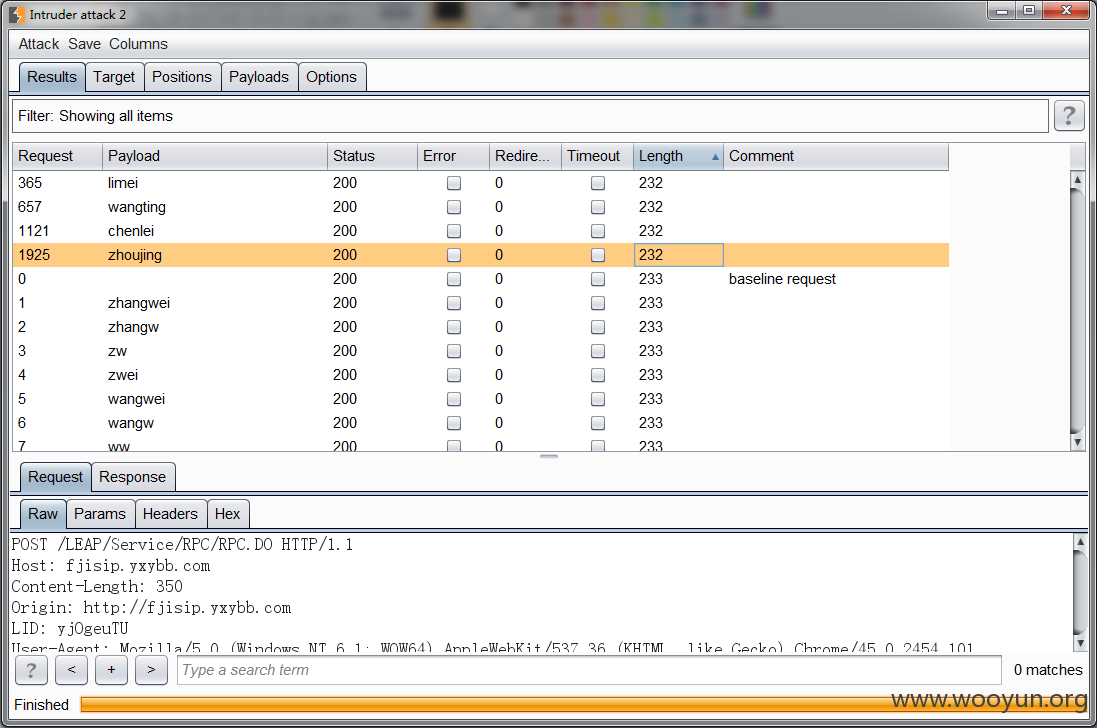 Intruder attack 2
Attack Save Columns
Results Target Positions Payloads Options
Filter: Showing all items ?
Request Payload Status Error Redire... Timeout Length Comment
365 limei 200 0 232
657 wangting 200 0 232
1121 chenlei 200 0 232
1925 zhoujing 200 0 232
0 200 0 233 baseline request
1 zhangwei 200 0 233
2 zhangw 200 0 233
3 zw 200 0 233
4 zwei 200 0 233
5 wangwei 200 0 233
6 wangw 200 0 233
7 ww 200 0 233
Request Response
Raw Params Headers Hex
POST /LEAP/Service/RPC/RPC.DO HTTP/1.1
Host: fjisip.yxybb.com
Content-Length: 350
Origin: http://fjisip.yxybb.com
LID: yjOgeuTU
User-Agent: Mozilla/5.0 (Windows NT 6.1; WOW64) AppleWebKit/537.36 (KHTML, like Gecko) Chrome/45.0.2454.101
? < + > Type a search term 0 matches
Finished
www.wooyun.org